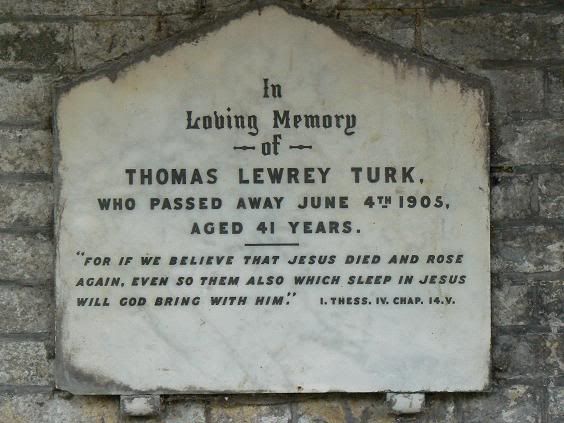 In
Loving Memory
of
THOMAS LEWREY TURK,
WHO PASSED AWAY JUNE 4TH 1905,
AGED 41 YEARS.
"FOR IF WE BELIEVE THAT JESUS DIED AND ROSE
AGAIN, EVEN SO THEM ALSO WHICH SLEEP IN JESUS
WILL GOD BRING WITH HIM." I. THESS. IV. CHAP. 14. V.